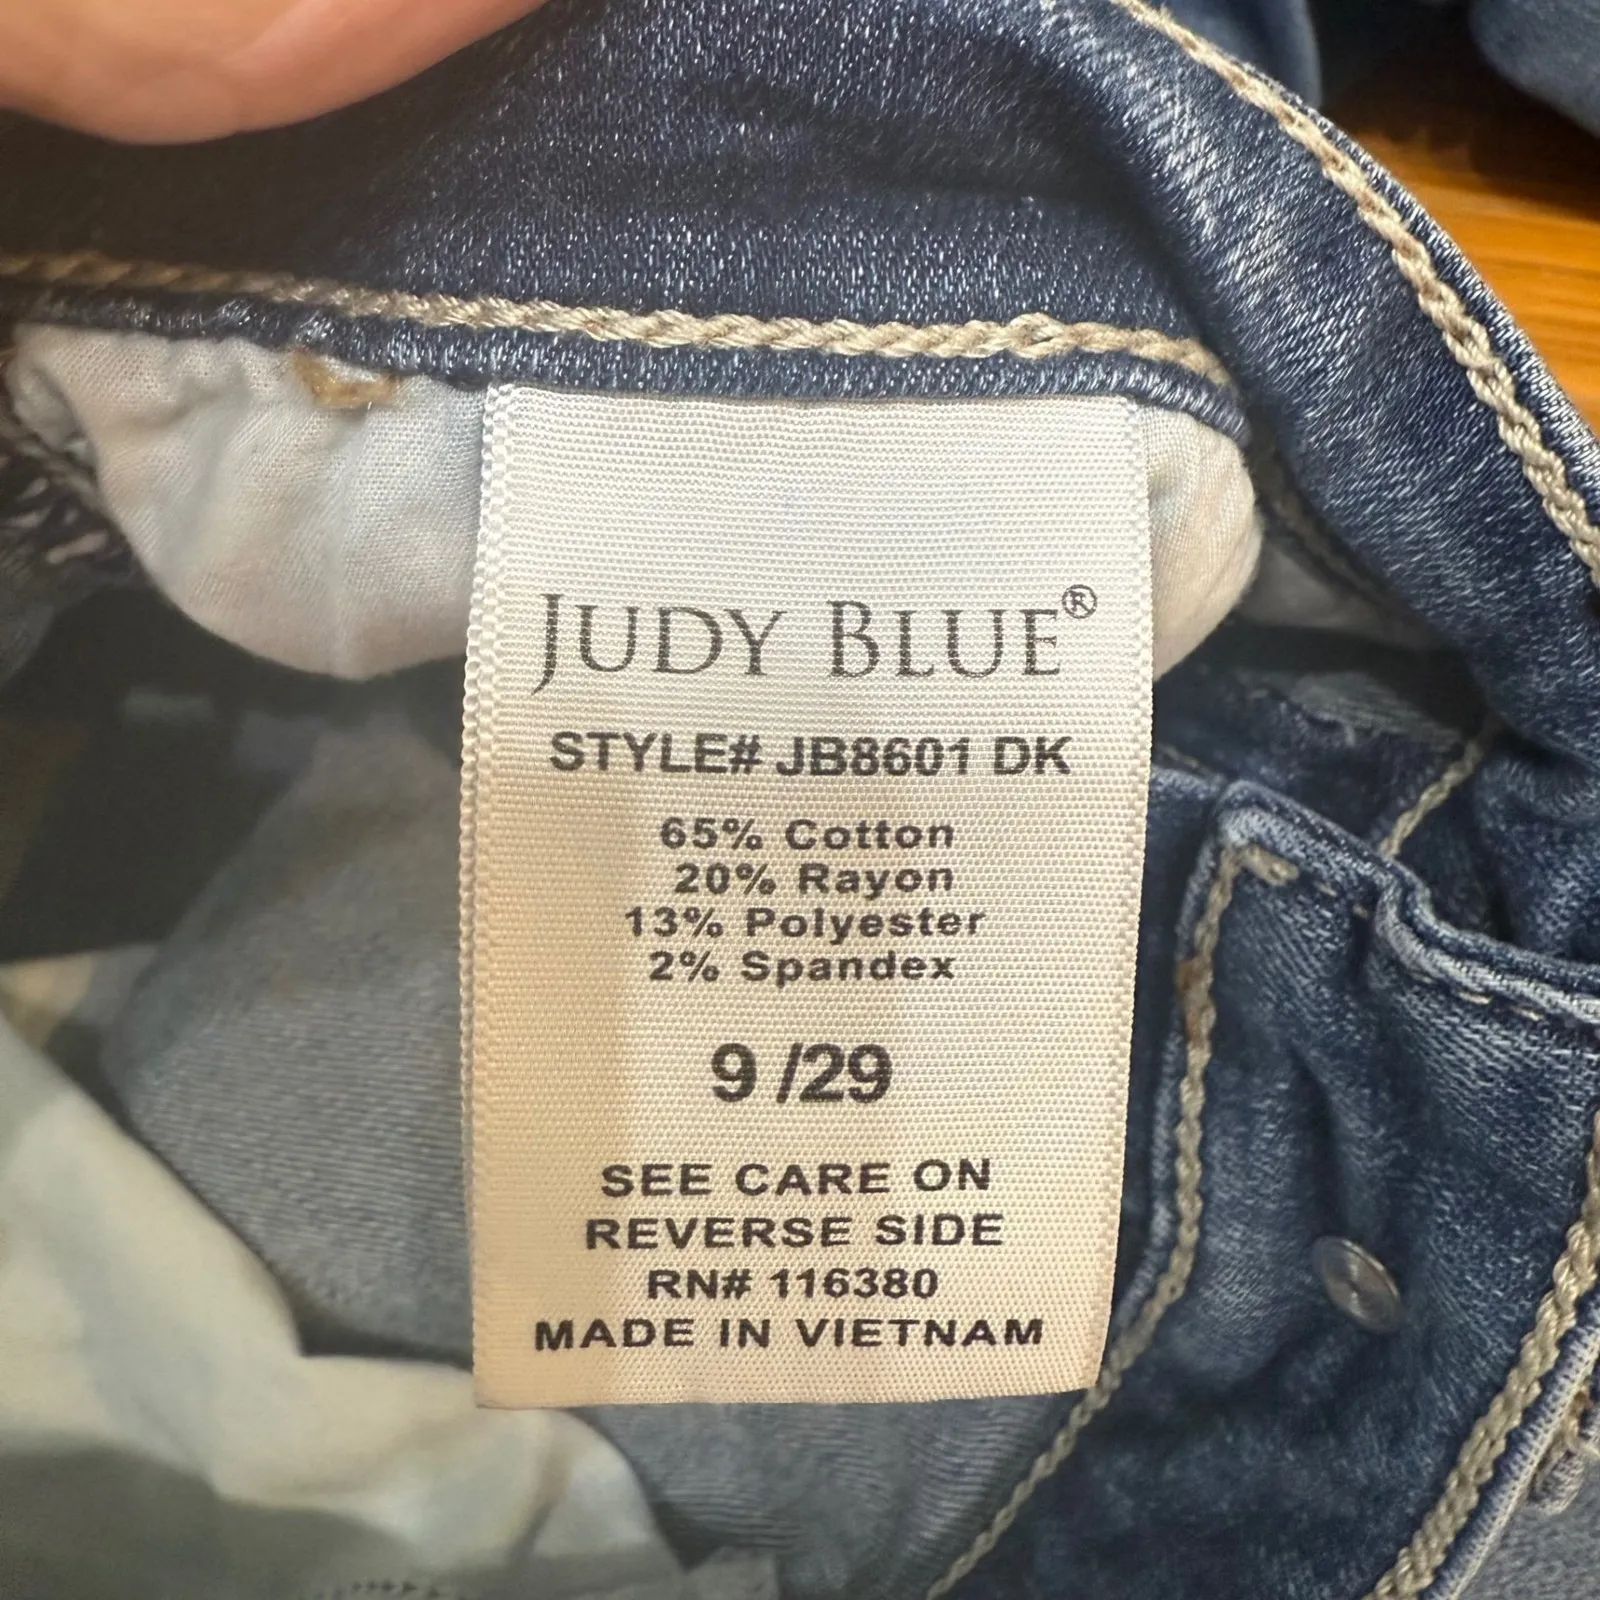 JUDY BLUE®
STYLE# JB8601 DK
65% Cotton
20% Rayon
13% Polyester
2% Spandex
9 /29
SEE CARE ON
REVERSE SIDE
RN# 116380
MADE IN VIETNAM